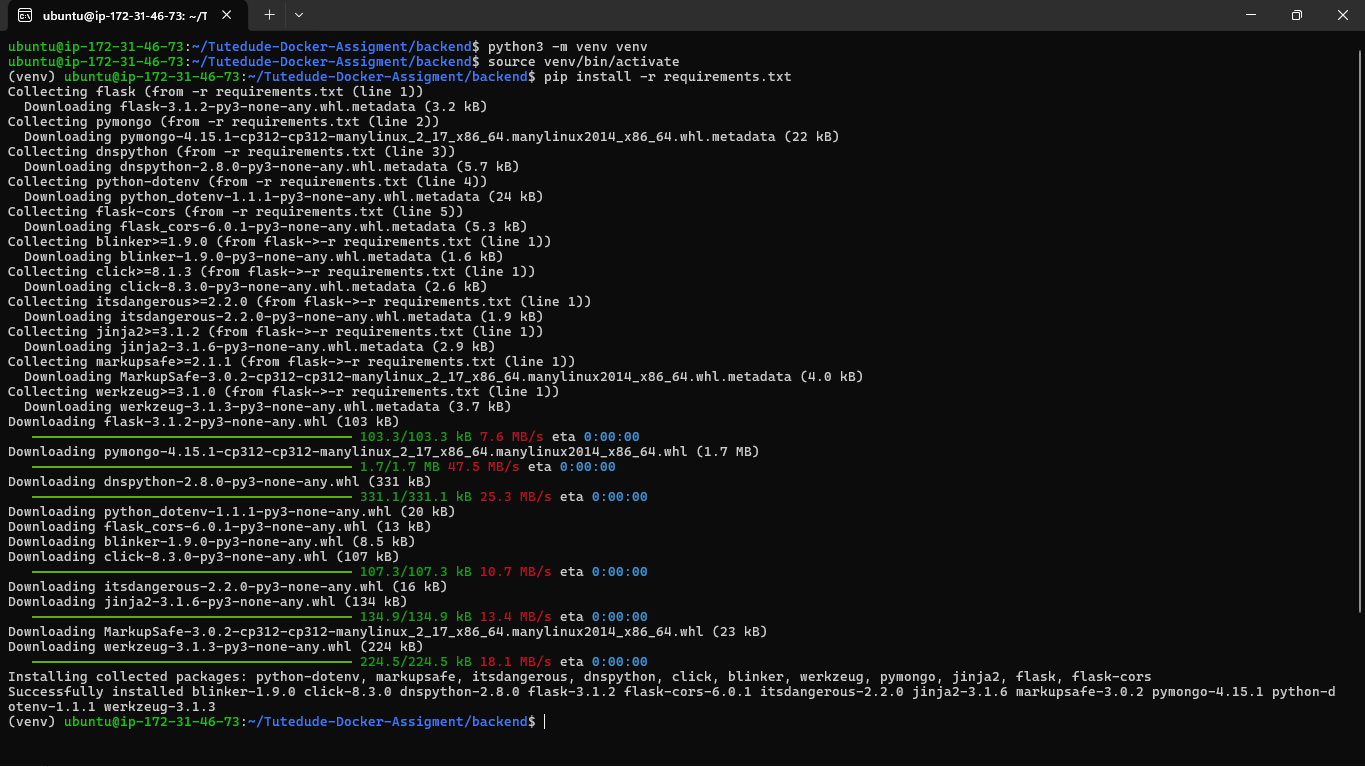 ubuntu@ip-172-31-46-73: ~/T
ubuntu@ip-172-31-46-73:~/Tutedude-Docker-Assigment/backend$ python3 -m venv venv
ubuntu@ip-172-31-46-73:~/Tutedude-Docker-Assigment/backend$ source venv/bin/activate
(venv) ubuntu@ip-172-31-46-73:~/Tutedude-Docker-Assigment/backend$ pip install -r requirements.txt
Collecting flask (from -r requirements.txt (line 1))
  Downloading flask-3.1.2-py3-none-any.whl.metadata (3.2 kB)
Collecting pymongo (from -r requirements.txt (line 2))
  Downloading pymongo-4.15.1-cp312-cp312-manylinux_2_17_x86_64.manylinux2014_x86_64.whl.metadata (22 kB)
Collecting dnspython (from -r requirements.txt (line 3))
  Downloading dnspython-2.8.0-py3-none-any.whl.metadata (5.7 kB)
Collecting python-dotenv (from -r requirements.txt (line 4))
  Downloading python_dotenv-1.1.1-py3-none-any.whl.metadata (24 kB)
Collecting flask-cors (from -r requirements.txt (line 5))
  Downloading flask_cors-6.0.1-py3-none-any.whl.metadata (5.3 kB)
Collecting blinker>=1.9.0 (from flask->-r requirements.txt (line 1))
  Downloading blinker-1.9.0-py3-none-any.whl.metadata (1.6 kB)
Collecting click>=8.1.3 (from flask->-r requirements.txt (line 1))
  Downloading click-8.3.0-py3-none-any.whl.metadata (2.6 kB)
Collecting itsdangerous>=2.2.0 (from flask->-r requirements.txt (line 1))
  Downloading itsdangerous-2.2.0-py3-none-any.whl.metadata (1.9 kB)
Collecting jinja2>=3.1.2 (from flask->-r requirements.txt (line 1))
  Downloading jinja2-3.1.6-py3-none-any.whl.metadata (2.9 kB)
Collecting markupsafe>=2.1.1 (from flask->-r requirements.txt (line 1))
  Downloading MarkupSafe-3.0.2-cp312-cp312-manylinux_2_17_x86_64.manylinux2014_x86_64.whl.metadata (4.0 kB)
Collecting werkzeug>=3.1.0 (from flask->-r requirements.txt (line 1))
  Downloading werkzeug-3.1.3-py3-none-any.whl.metadata (3.7 kB)
Downloading flask-3.1.2-py3-none-any.whl (103 kB)
103.3/103.3 kB 7.6 MB/s eta 0:00:00
Downloading pymongo-4.15.1-cp312-cp312-manylinux_2_17_x86_64.manylinux2014_x86_64.whl (1.7 MB)
1.7/1.7 MB 47.5 MB/s eta 0:00:00
Downloading dnspython-2.8.0-py3-none-any.whl (331 kB)
331.1/331.1 kB 25.3 MB/s eta 0:00:00
Downloading python_dotenv-1.1.1-py3-none-any.whl (20 kB)
Downloading flask_cors-6.0.1-py3-none-any.whl (13 kB)
Downloading blinker-1.9.0-py3-none-any.whl (8.5 kB)
Downloading click-8.3.0-py3-none-any.whl (107 kB)
107.3/107.3 kB 10.7 MB/s eta 0:00:00
Downloading itsdangerous-2.2.0-py3-none-any.whl (16 kB)
Downloading jinja2-3.1.6-py3-none-any.whl (134 kB)
134.9/134.9 kB 13.4 MB/s eta 0:00:00
Downloading MarkupSafe-3.0.2-cp312-cp312-manylinux_2_17_x86_64.manylinux2014_x86_64.whl (23 kB)
Downloading werkzeug-3.1.3-py3-none-any.whl (224 kB)
224.5/224.5 kB 18.1 MB/s eta 0:00:00
Installing collected packages: python-dotenv, markupsafe, itsdangerous, dnspython, click, blinker, werkzeug, pymongo, jinja2, flask, flask-cors
Successfully installed blinker-1.9.0 click-8.3.0 dnspython-2.8.0 flask-3.1.2 flask-cors-6.0.1 itsdangerous-2.2.0 jinja2-3.1.6 markupsafe-3.0.2 pymongo-4.15.1 python-d
otenv-1.1.1 werkzeug-3.1.3
(venv) ubuntu@ip-172-31-46-73:~/Tutedude-Docker-Assigment/backend$